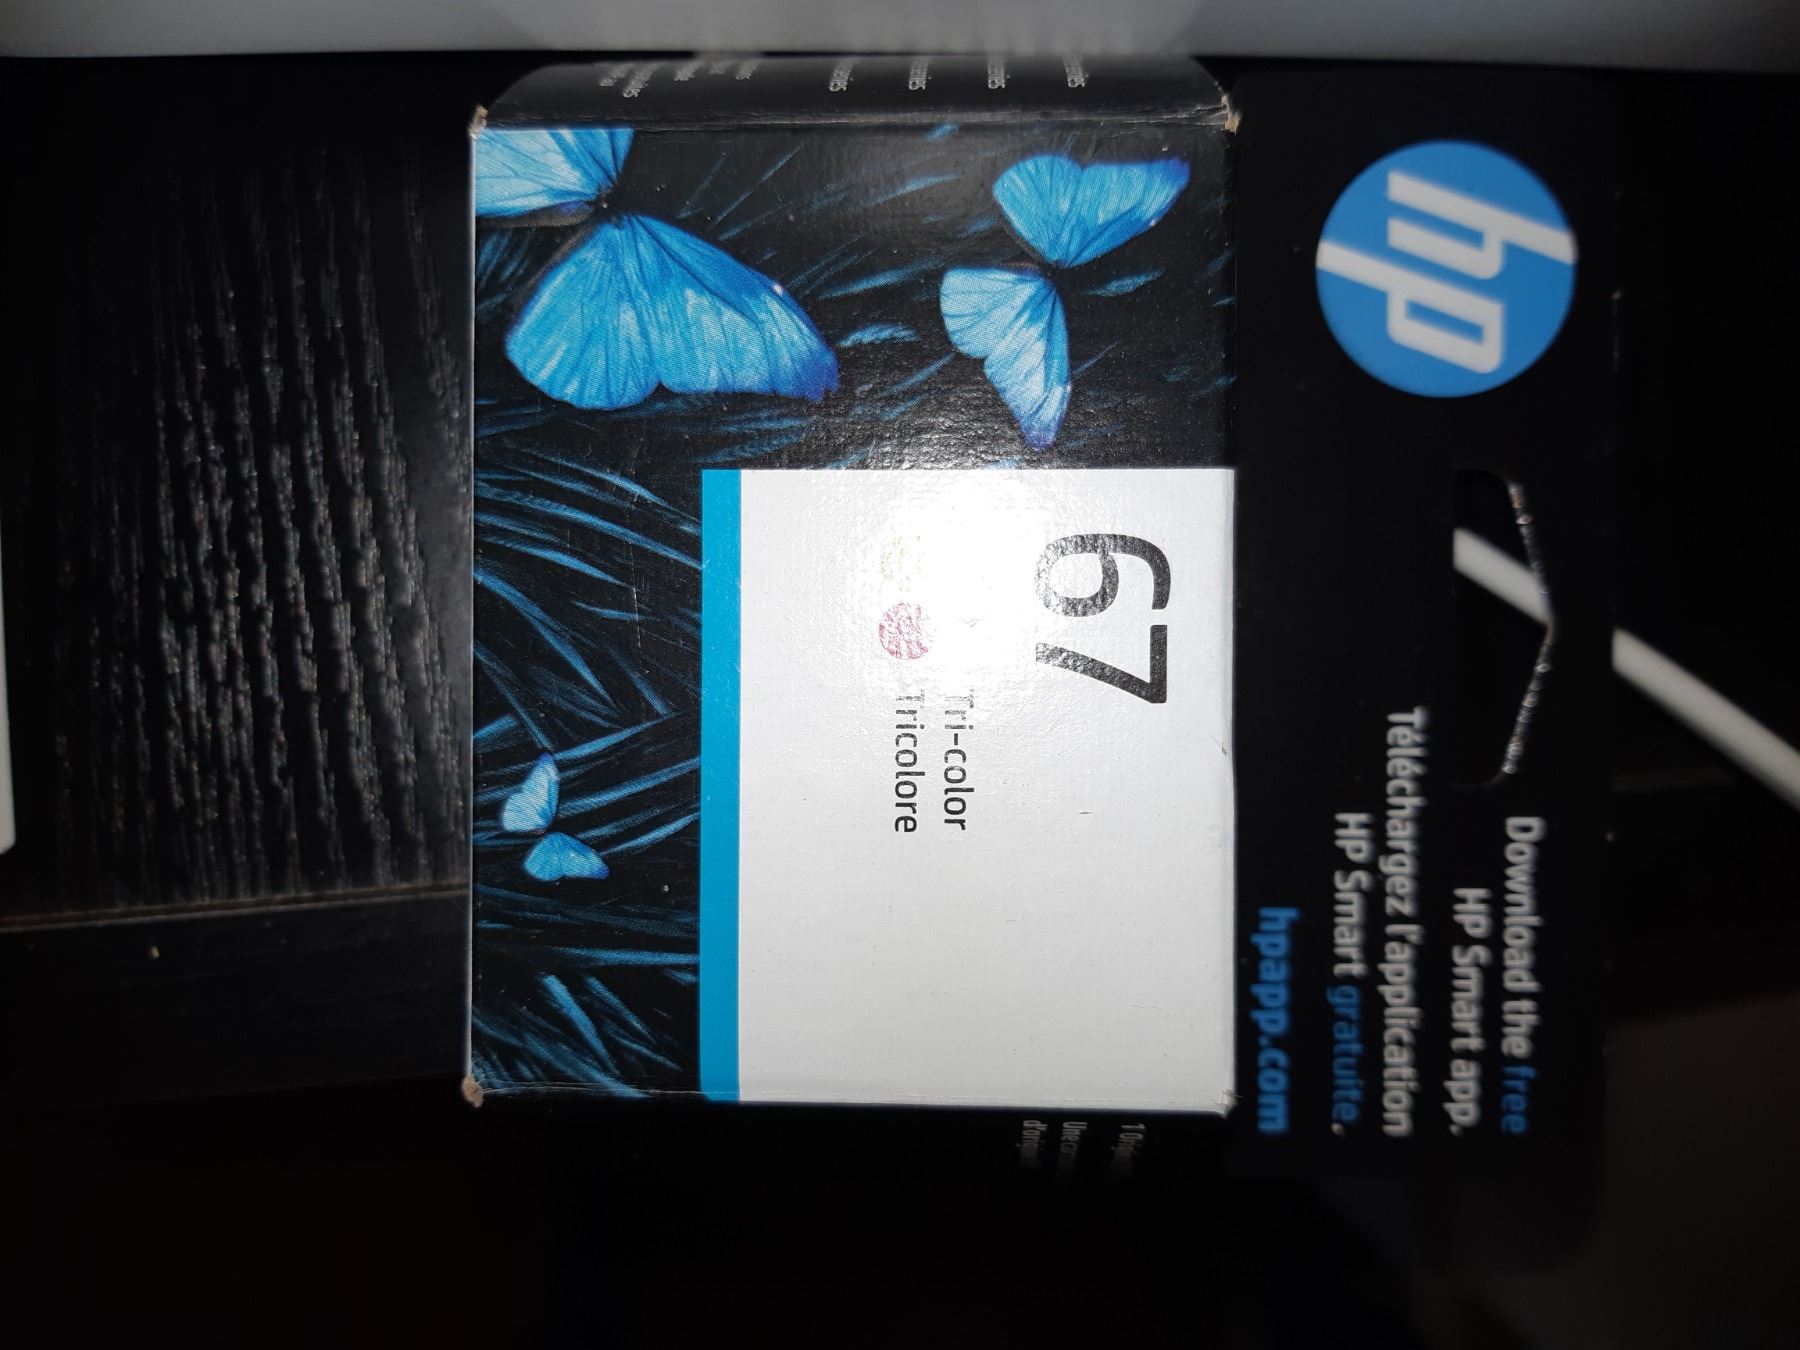 hp
Download the free
HP Smart app.
Téléchargez l'application
HP Smart gratuite.
hpapp.com
67
Tri-color
Tricolore